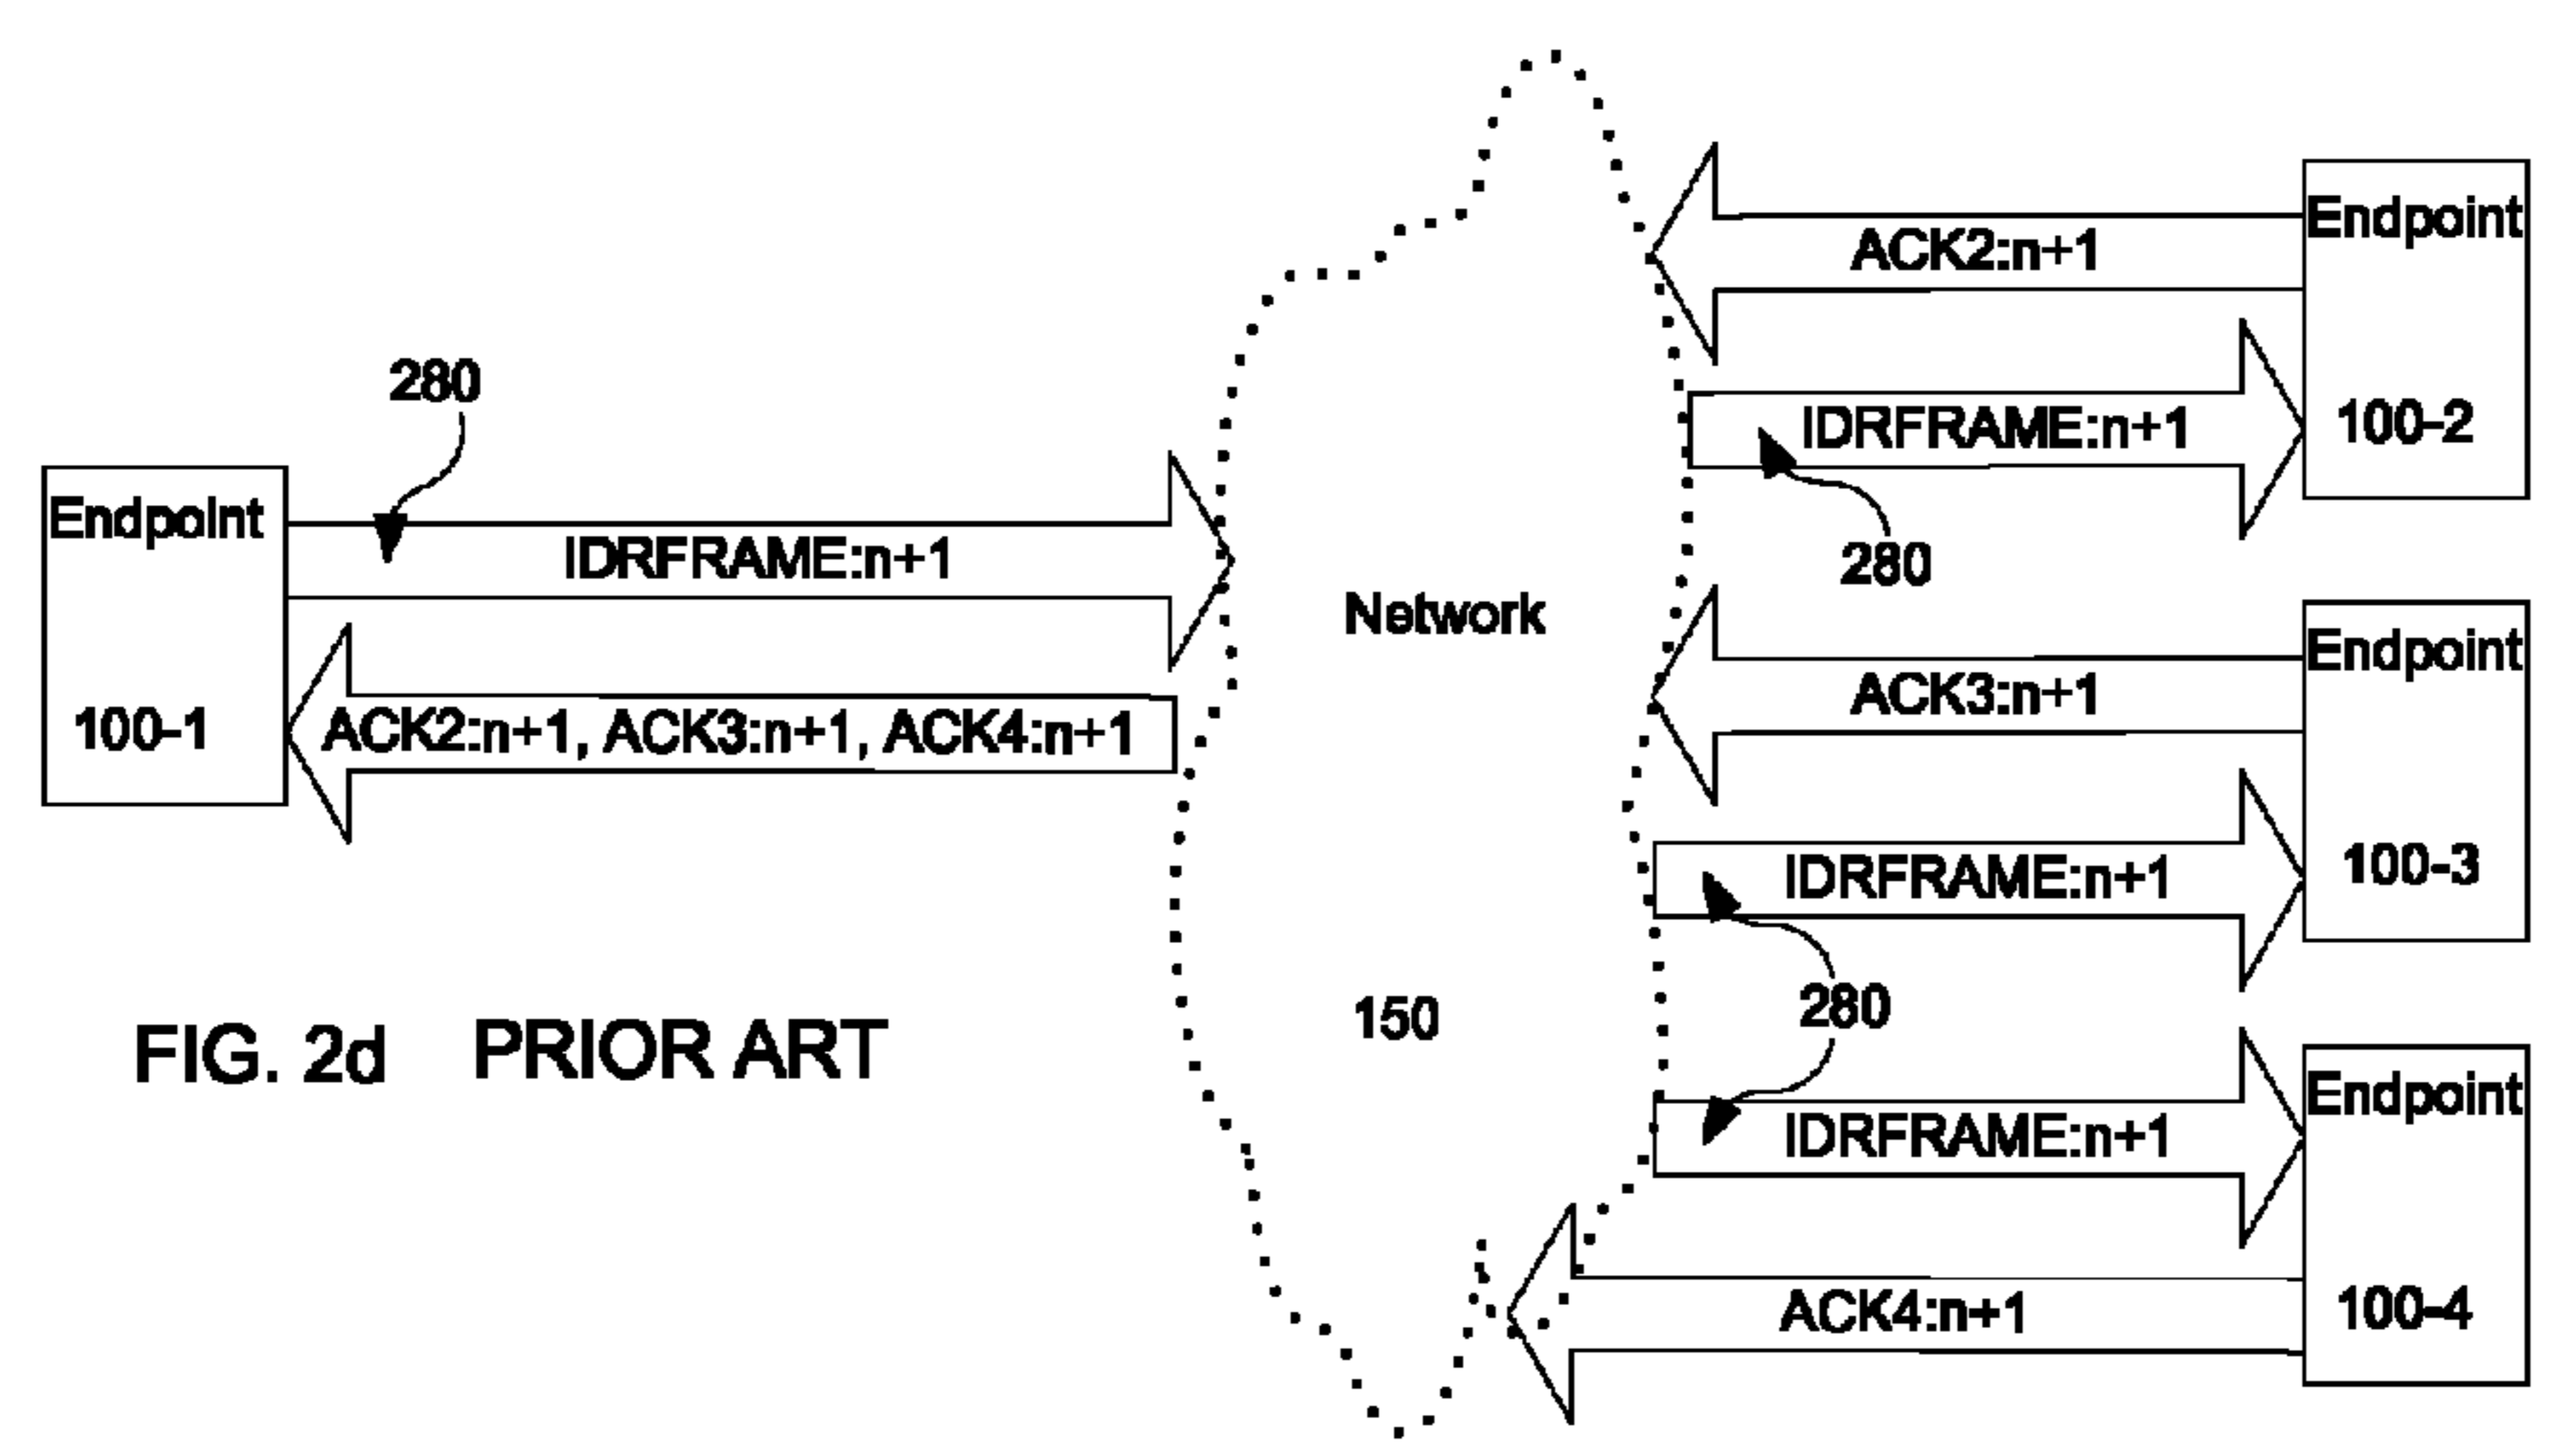 Endpoint
ACK2:n+1
280
IDRFRAME:n+1
100-2
Endpoint
IDRFRAME:n+1
280
Network
Endpoint
100-1
ACK2:n+1, ACK3:n+1, ACK4:n+1
ACK3:n+1
IDRFRAME:n+1
100-3
280
150
FIG. 2d PRIOR ART
Endpoint
IDRFRAME:n+1
ACK4:n+1
100-4